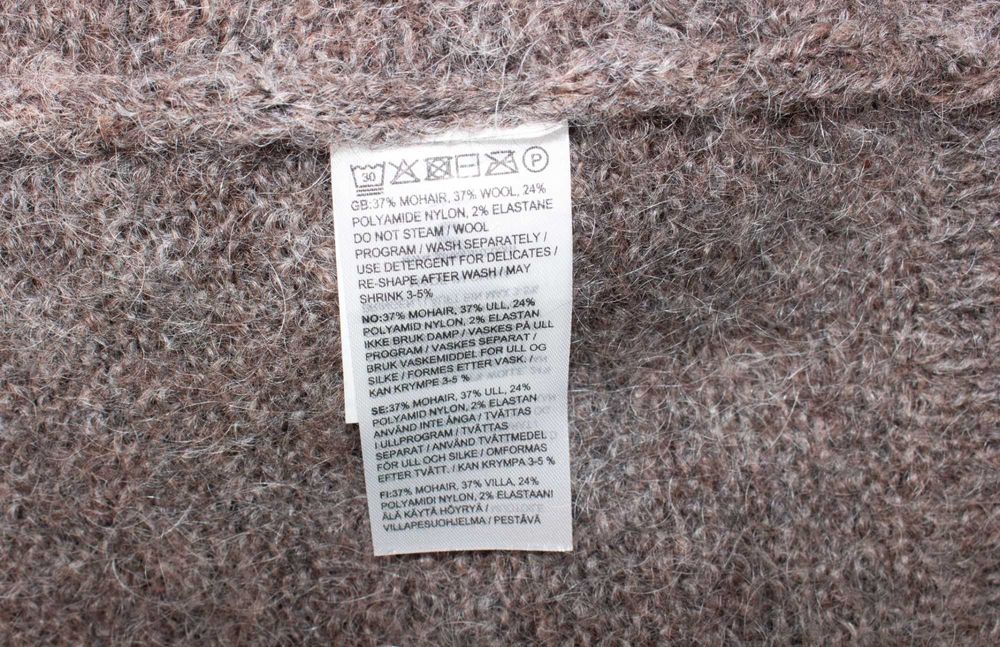 30 P
GB:37% MOHAIR, 37% WOOL, 24%
POLYAMIDE NYLON, 2% ELASTANE
DO NOT STEAM / WOOL
PROGRAM / WASH SEPARATELY /
USE DETERGENT FOR DELICATES /
RE-SHAPE AFTER WASH / MAY
SHRINK 3-5%
NO:37% MOHAIR, 37% ULL, 24%
POLYAMID NYLON, 2% ELASTAN
IKKE BRUK DAMP / VASKES PÅ ULL
PROGRAM / VASKES SEPARAT /
BRUK VASKEMIDDEL FOR ULL OG
SILKE / FORMES ETTER VASK. /
KAN KRYMPE 3-5 %
SE:37% MOHAIR, 37% ULL, 24%
POLYAMID NYLON, 2% ELASTAN
ANVÄND INTE ÅNGA / TVÄTTAS
I ULLPROGRAM / TVÄTTAS
SEPARAT / ANVÄND TVÄTTMEDEL
FÖR ULL OCH SILKE / OMFORMAS
EFTER TVÄTT. / KAN KRYMPA 3-5 %
FI:37% MOHAIR, 37% VILLA, 24%
POLYAMIDI NYLON, 2% ELASTAANI
ÄLÄ KÄYTÄ HÖYRYÄ /
VILLAPESUOHJELMA / PESTÄVÄ